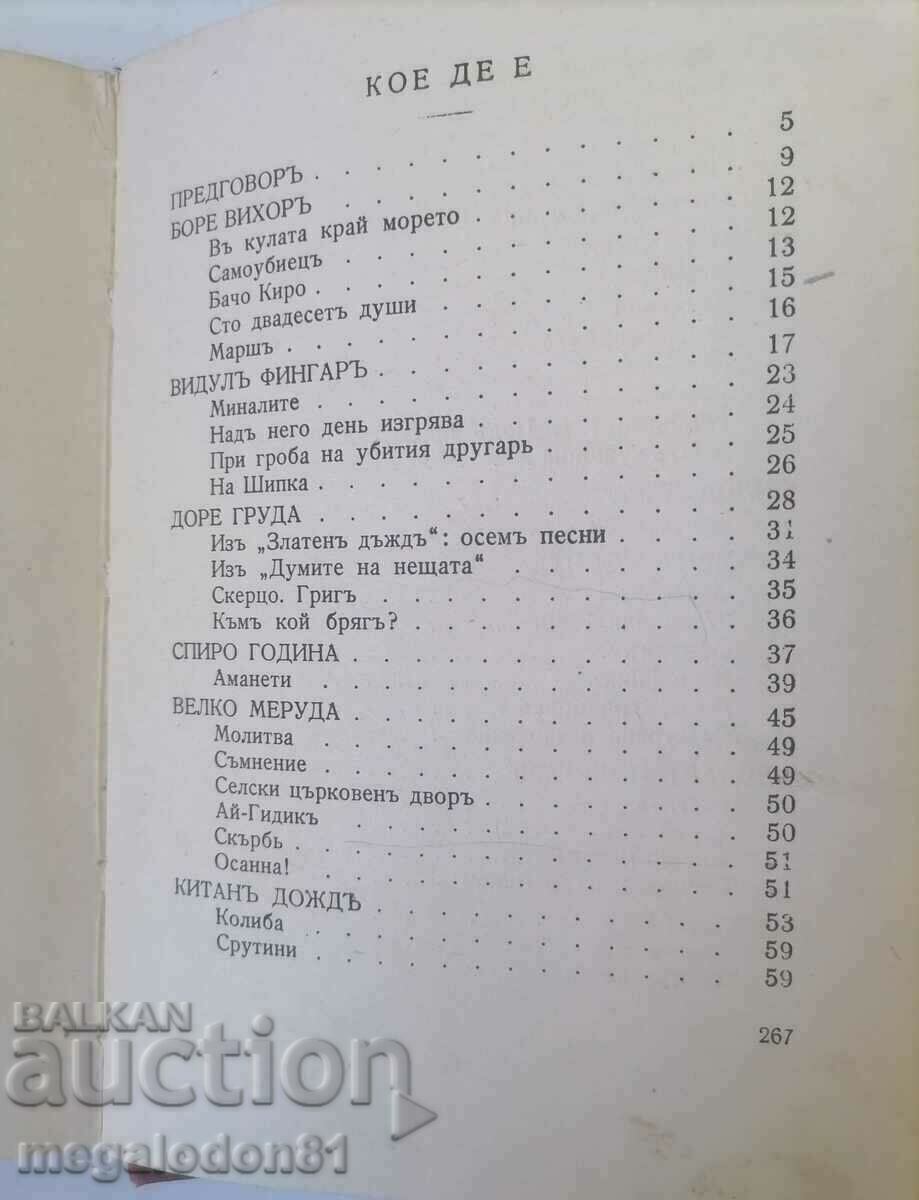 КОЕ ДЕ Е
ПРЕДГОВОРЪ . . . . . . . . . . . . 5
БОРЕ ВИХОРЪ . . . . . . . . . . . . 9
Въ кулата край морето . . . . . . . . 12
Самоубиецъ . . . . . . . . . . . 12
Бачо Киро . . . . . . . . . . . . 13
Сто двадесетъ души . . . . . . . . . 15
Маршъ . . . . . . . . . . . . . 16
ВИДУЛЪ ФИНГАРЪ . . . . . . . . . . 17
Миналите . . . . . . . . . . . . 23
Надъ него день изгрява . . . . . . . . 24
При гроба на убития другарь . . . . . . 25
На Шипка . . . . . . . . . . . . 26
ДОРЕ ГРУДА . . . . . . . . . . . . 28
Изъ „Златенъ дъждъ“: осемъ песни . . . . 31
Изъ „Думите на нещата“ . . . . . . . 34
Скерцо. Григъ . . . . . . . . . . . 35
Къмъ кой брягъ? . . . . . . . . . . 36
СПИРО ГОДИНА . . . . . . . . . . . 37
Аманети . . . . . . . . . . . . 39
ВЕЛКО МЕРУДА . . . . . . . . . . . 45
Молитва . . . . . . . . . . . . 49
Съмнение . . . . . . . . . . . . 49
Селски църковенъ дворъ . . . . . . . . 50
Ай-Гидикъ . . . . . . . . . . . . 50
Скърбь . . . . . . . . . . . . . 51
Осанна! . . . . . . . . . . . . 51
КИТАНЪ ДОЖДЪ . . . . . . . . . . . 53
Колиба . . . . . . . . . . . . . 59
Срутини . . . . . . . . . . . . 59
267
BALKAN
auction
megalodon81